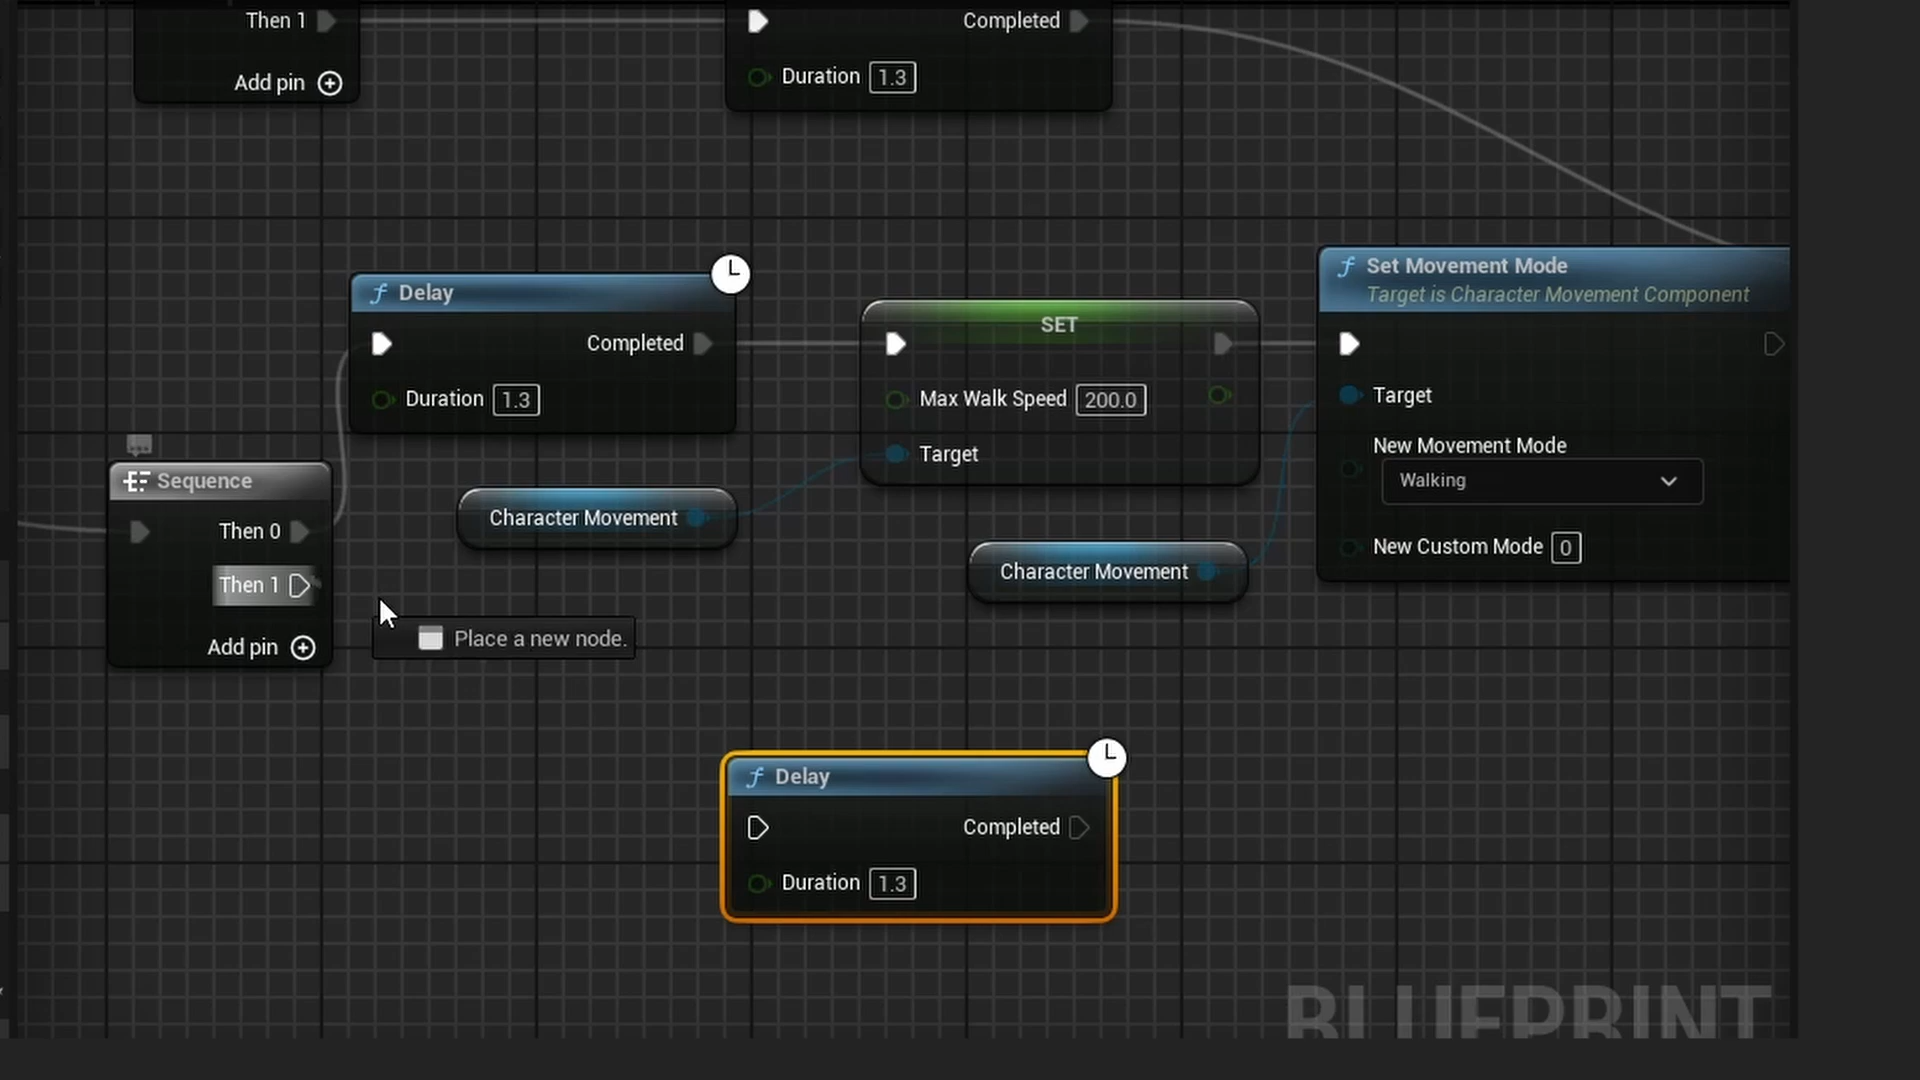 Then 1
Completed
Add pin
Duration 1.3
Delay
Completed
Duration 1.3
SET
Max Walk Speed 200.0
Target
Set Movement Mode
Target is Character Movement Component
Target
New Movement Mode
Walking
New Custom Mode 0
Sequence
Then 0
Then 1
Add pin
Character Movement
Character Movement
Place a new node.
Delay
Completed
Duration 1.3
BLUEPRINT